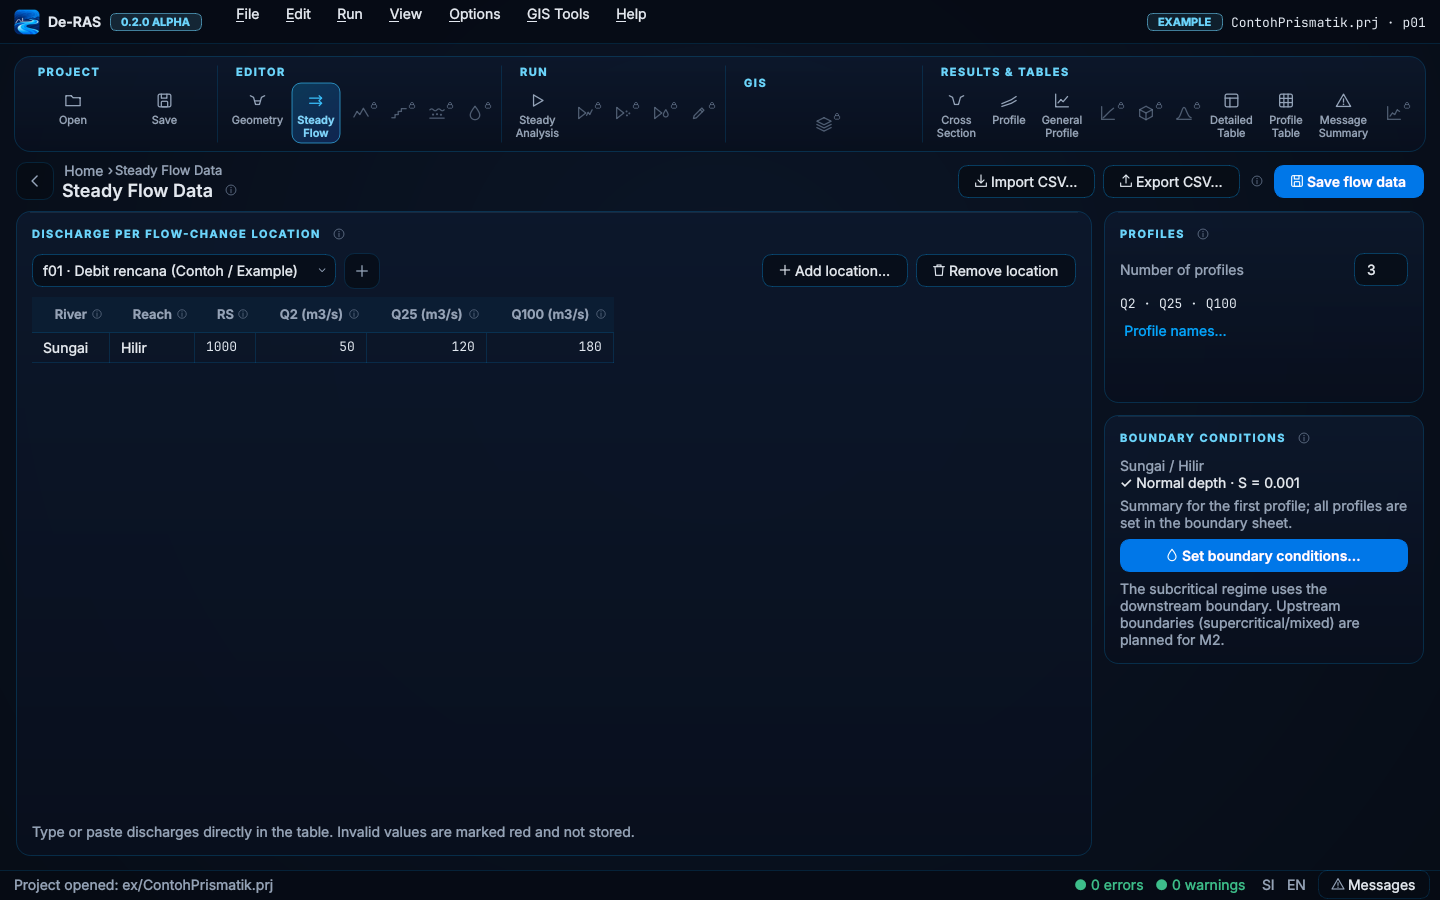 De-RAS 0.2.0 ALPHA File Edit Run View Options GIS Tools Help EXAMPLE ContohPrismatik.prj · p01
PROJECT
Open Save
EDITOR
Geometry Steady Flow
RUN
Steady Analysis
GIS
RESULTS & TABLES
Cross Section Profile General Profile Detailed Table Profile Table Message Summary
Home › Steady Flow Data
Steady Flow Data
Import CSV... Export CSV... Save flow data
DISCHARGE PER FLOW-CHANGE LOCATION
f01 · Debit rencana (Contoh / Example)
Add location... Remove location
River Reach RS Q2 (m3/s) Q25 (m3/s) Q100 (m3/s)
Sungai Hilir 1000 50 120 180
Type or paste discharges directly in the table. Invalid values are marked red and not stored.
PROFILES
Number of profiles 3
Q2 · Q25 · Q100
Profile names...
BOUNDARY CONDITIONS
Sungai / Hilir
✓ Normal depth · S = 0.001
Summary for the first profile; all profiles are
set in the boundary sheet.
Set boundary conditions...
The subcritical regime uses the
downstream boundary. Upstream
boundaries (supercritical/mixed) are
planned for M2.
Project opened: ex/ContohPrismatik.prj
0 errors 0 warnings SI EN Messages